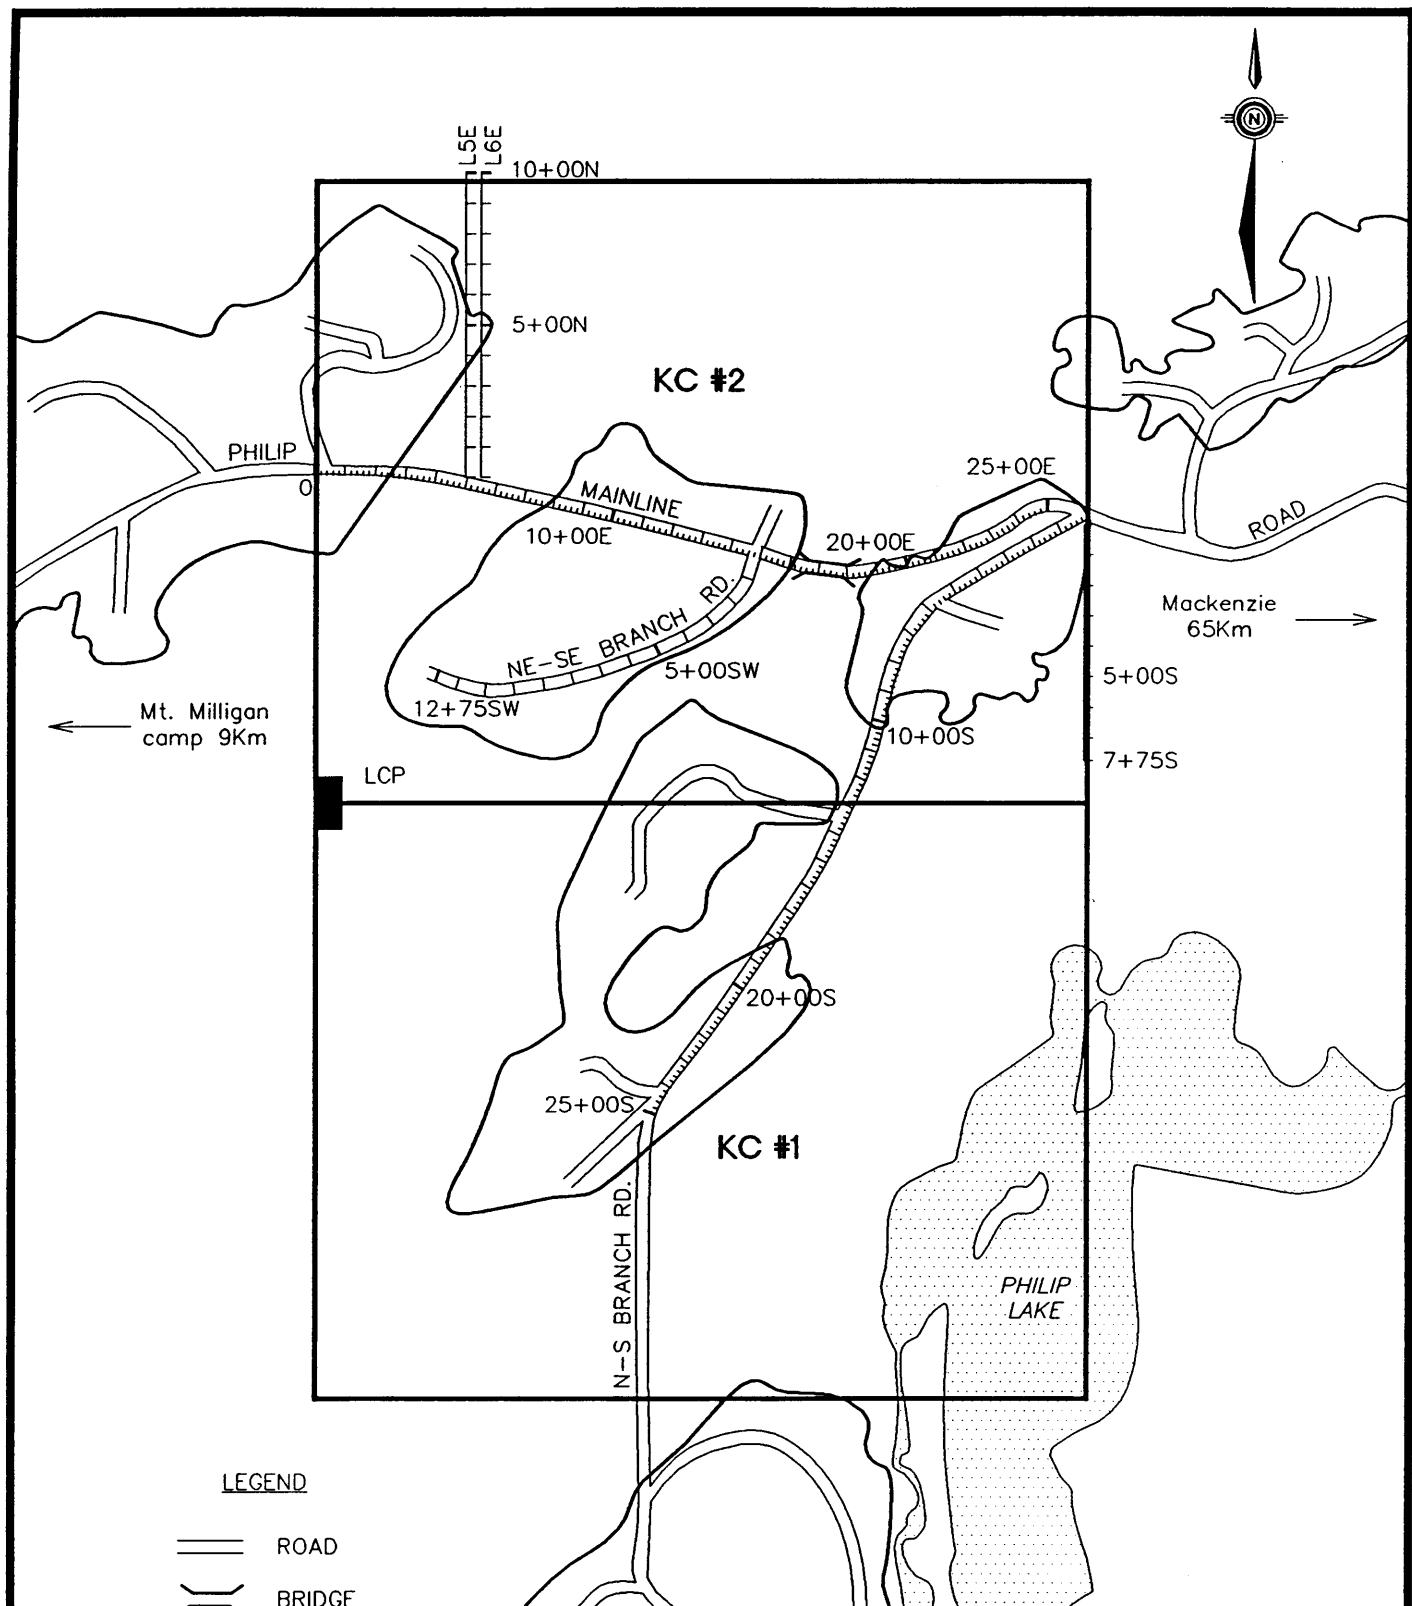 N
L5E
L6E
10+00N
5+00N
KC #2
PHILIP
O
MAINLINE
10+00E
20+00E
25+00E
ROAD
NE-SE BRANCH RD.
5+00SW
12+75SW
Mackenzie
65Km
5+00S
7+75S
10+00S
Mt. Milligan
camp 9Km
LCP
20+00S
25+00S
KC #1
N-S BRANCH RD.
PHILIP
LAKE
LEGEND
ROAD
BRIDGE